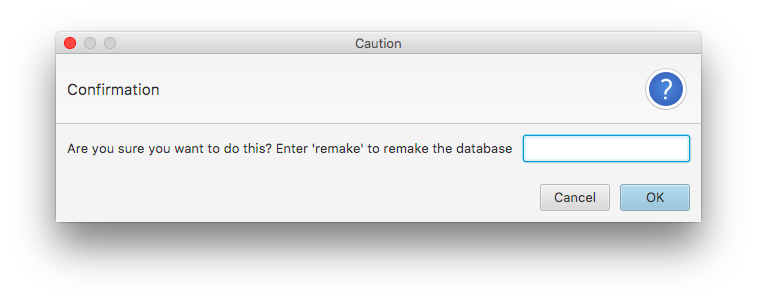 Caution
Confirmation
?
Are you sure you want to do this? Enter 'remake' to remake the database
Cancel
OK